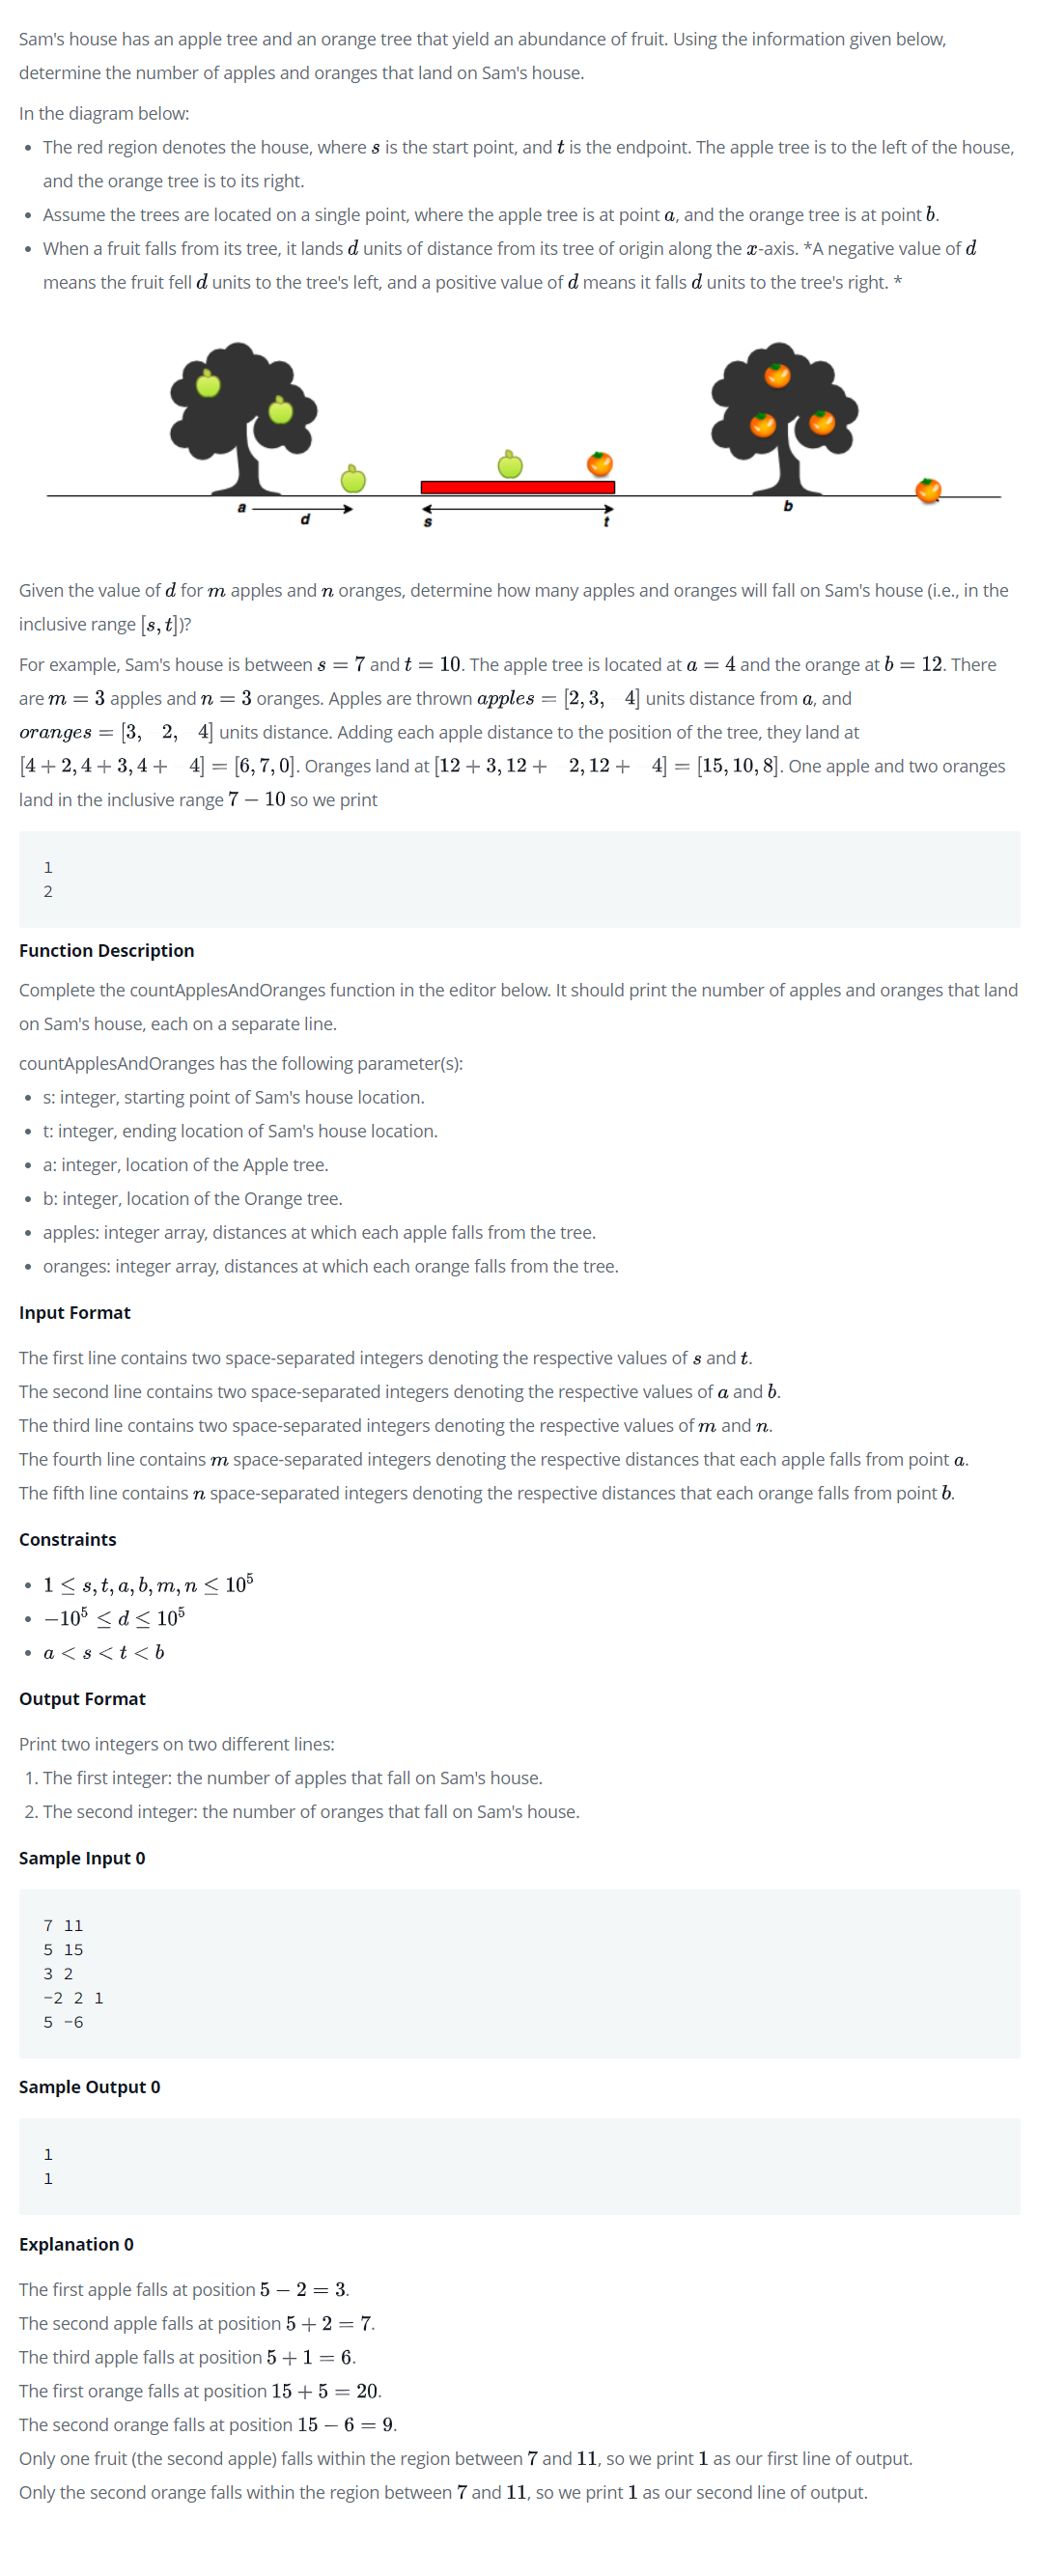 Sam's house has an apple tree and an orange tree that yield an abundance of fruit. Using the information given below,
determine the number of apples and oranges that land on Sam's house.
In the diagram below:
• The red region denotes the house, where s is the start point, and t is the endpoint. The apple tree is to the left of the house,
and the orange tree is to its right.
• Assume the trees are located on a single point, where the apple tree is at point a, and the orange tree is at point b.
• When a fruit falls from its tree, it lands d units of distance from its tree of origin along the x-axis. *A negative value of d
means the fruit fell d units to the tree's left, and a positive value of d means it falls d units to the tree's right. *
a
d
s
t
b
Given the value of d for m apples and n oranges, determine how many apples and oranges will fall on Sam's house (i.e., in the
inclusive range [s, t])?
For example, Sam's house is between s = 7 and t = 10. The apple tree is located at a = 4 and the orange at b = 12. There
are m = 3 apples and n = 3 oranges. Apples are thrown apples = [2, 3, 4] units distance from a, and
oranges = [3, 2, 4] units distance. Adding each apple distance to the position of the tree, they land at
[4 + 2, 4 + 3, 4 + 4] = [6, 7, 0]. Oranges land at [12 + 3, 12 + 2, 12 + 4] = [15, 10, 8]. One apple and two oranges
land in the inclusive range 7 − 10 so we print
1
2
Function Description
Complete the countApplesAndOranges function in the editor below. It should print the number of apples and oranges that land
on Sam's house, each on a separate line.
countApplesAndOranges has the following parameter(s):
• s: integer, starting point of Sam's house location.
• t: integer, ending location of Sam's house location.
• a: integer, location of the Apple tree.
• b: integer, location of the Orange tree.
• apples: integer array, distances at which each apple falls from the tree.
• oranges: integer array, distances at which each orange falls from the tree.
Input Format
The first line contains two space-separated integers denoting the respective values of s and t.
The second line contains two space-separated integers denoting the respective values of a and b.
The third line contains two space-separated integers denoting the respective values of m and n.
The fourth line contains m space-separated integers denoting the respective distances that each apple falls from point a.
The fifth line contains n space-separated integers denoting the respective distances that each orange falls from point b.
Constraints
• 1 ≤ s, t, a, b, m, n ≤ 10⁵
• −10⁵ ≤ d ≤ 10⁵
• a < s < t < b
Output Format
Print two integers on two different lines:
1. The first integer: the number of apples that fall on Sam's house.
2. The second integer: the number of oranges that fall on Sam's house.
Sample Input 0
7 11
5 15
3 2
-2 2 1
5 -6
Sample Output 0
1
1
Explanation 0
The first apple falls at position 5 − 2 = 3.
The second apple falls at position 5 + 2 = 7.
The third apple falls at position 5 + 1 = 6.
The first orange falls at position 15 + 5 = 20.
The second orange falls at position 15 − 6 = 9.
Only one fruit (the second apple) falls within the region between 7 and 11, so we print 1 as our first line of output.
Only the second orange falls within the region between 7 and 11, so we print 1 as our second line of output.